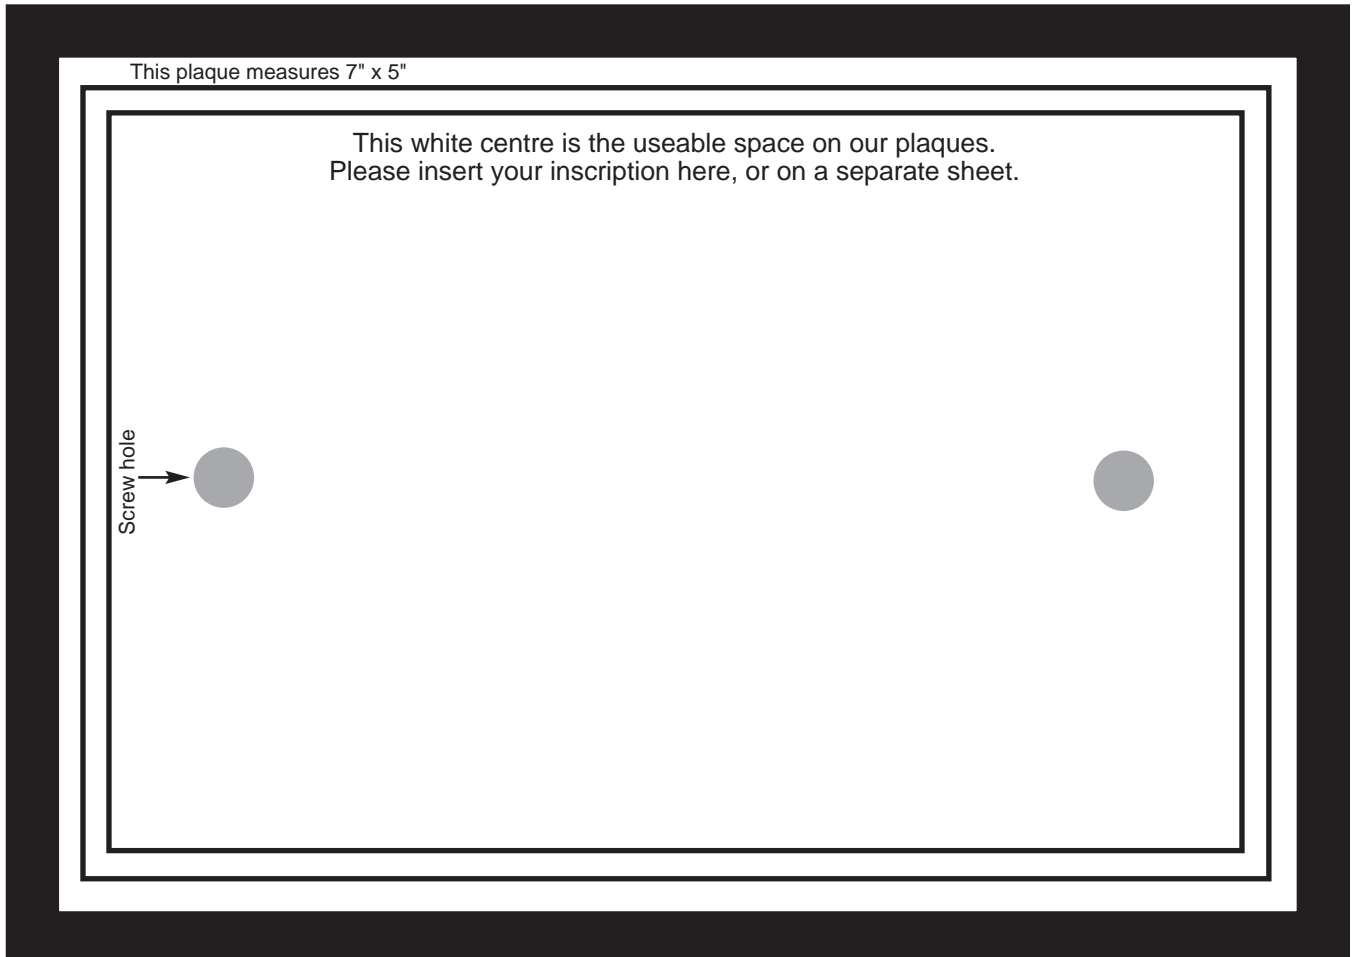 This plaque measures 7" x 5"
This white centre is the useable space on our plaques.
Please insert your inscription here, or on a separate sheet.
Screw hole